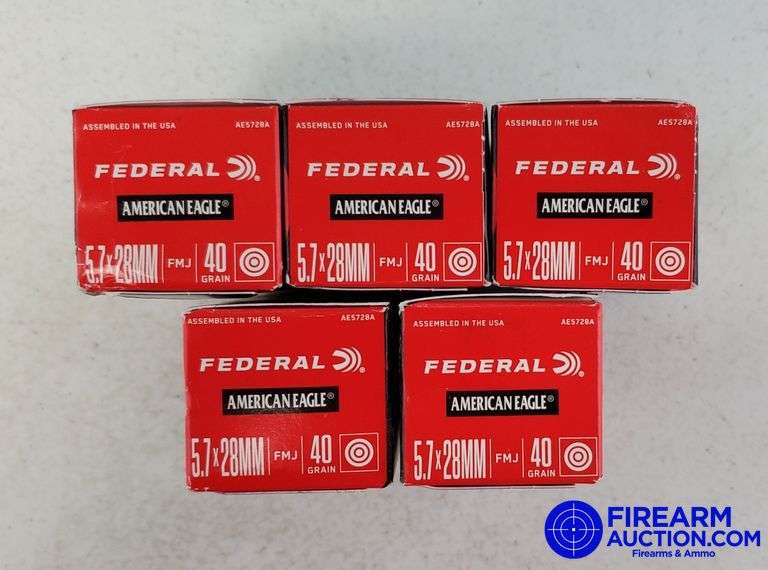 ASSEMBLED IN THE USA AE5728A
FEDERAL®
AMERICAN EAGLE®
5.7x28MM FMJ 40 GRAIN
ASSEMBLED IN THE USA AE5728A
FEDERAL®
AMERICAN EAGLE®
5.7x28MM FMJ 40 GRAIN
ASSEMBLED IN THE USA AE5728A
FEDERAL®
AMERICAN EAGLE®
5.7x28MM FMJ 40 GRAIN
ASSEMBLED IN THE USA AE5728A
FEDERAL®
AMERICAN EAGLE®
5.7x28MM FMJ 40 GRAIN
ASSEMBLED IN THE USA AE5728A
FEDERAL®
AMERICAN EAGLE®
5.7x28MM FMJ 40 GRAIN
FIREARM
AUCTION.COM
Firearms & Ammo